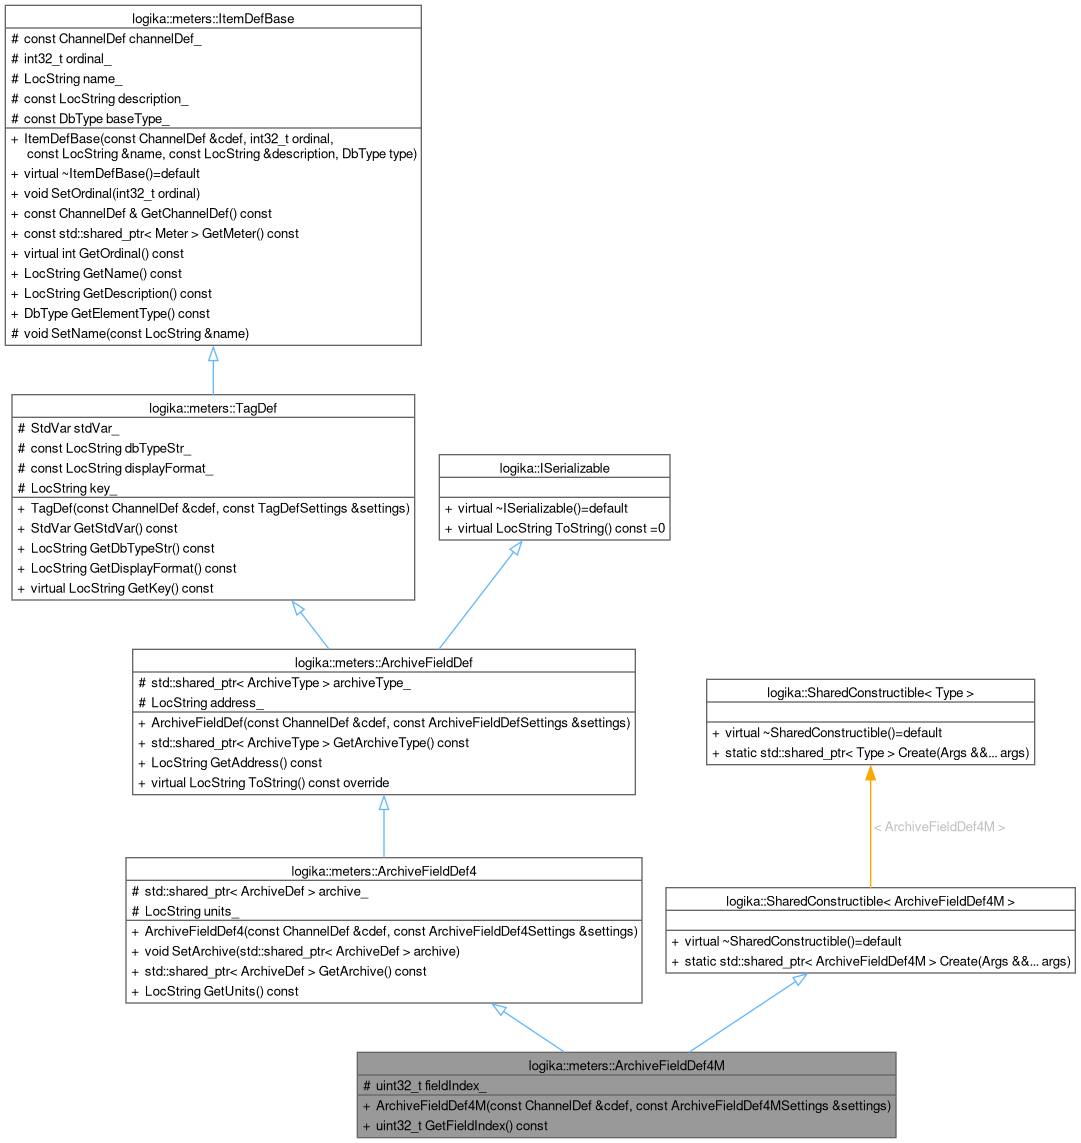 logika::meters::ItemDefBase
# const ChannelDef channelDef_
# int32_t ordinal_
# LocString name_
# const LocString description_
# const DbType baseType_
+ ItemDefBase(const ChannelDef &cdef, int32_t ordinal,
const LocString &name, const LocString &description, DbType type)
+ virtual ~ItemDefBase()=default
+ void SetOrdinal(int32_t ordinal)
+ const ChannelDef & GetChannelDef() const
+ const std::shared_ptr< Meter > GetMeter() const
+ virtual int GetOrdinal() const
+ LocString GetName() const
+ LocString GetDescription() const
+ DbType GetElementType() const
# void SetName(const LocString &name)
logika::meters::TagDef
# StdVar stdVar_
# const LocString dbTypeStr_
# const LocString displayFormat_
# LocString key_
+ TagDef(const ChannelDef &cdef, const TagDefSettings &settings)
+ StdVar GetStdVar() const
+ LocString GetDbTypeStr() const
+ LocString GetDisplayFormat() const
+ virtual LocString GetKey() const
logika::ISerializable
+ virtual ~ISerializable()=default
+ virtual LocString ToString() const =0
logika::meters::ArchiveFieldDef
# std::shared_ptr< ArchiveType > archiveType_
# LocString address_
+ ArchiveFieldDef(const ChannelDef &cdef, const ArchiveFieldDefSettings &settings)
+ std::shared_ptr< ArchiveType > GetArchiveType() const
+ LocString GetAddress() const
+ virtual LocString ToString() const override
logika::SharedConstructible< Type >
+ virtual ~SharedConstructible()=default
+ static std::shared_ptr< Type > Create(Args &&... args)
< ArchiveFieldDef4M >
logika::meters::ArchiveFieldDef4
# std::shared_ptr< ArchiveDef > archive_
# LocString units_
+ ArchiveFieldDef4(const ChannelDef &cdef, const ArchiveFieldDef4Settings &settings)
+ void SetArchive(std::shared_ptr< ArchiveDef > archive)
+ std::shared_ptr< ArchiveDef > GetArchive() const
+ LocString GetUnits() const
logika::SharedConstructible< ArchiveFieldDef4M >
+ virtual ~SharedConstructible()=default
+ static std::shared_ptr< ArchiveFieldDef4M > Create(Args &&... args)
logika::meters::ArchiveFieldDef4M
# uint32_t fieldIndex_
+ ArchiveFieldDef4M(const ChannelDef &cdef, const ArchiveFieldDef4MSettings &settings)
+ uint32_t GetFieldIndex() const